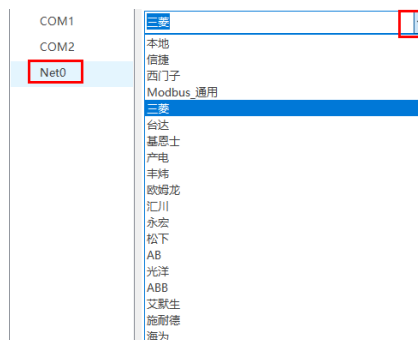 COM1
COM2
Net0
三菱
本地
信捷
西门子
Modbus_通用
三菱
台达
基恩士
产电
丰炜
欧姆龙
汇川
永宏
松下
AB
光洋
ABB
艾默生
施耐德
海为